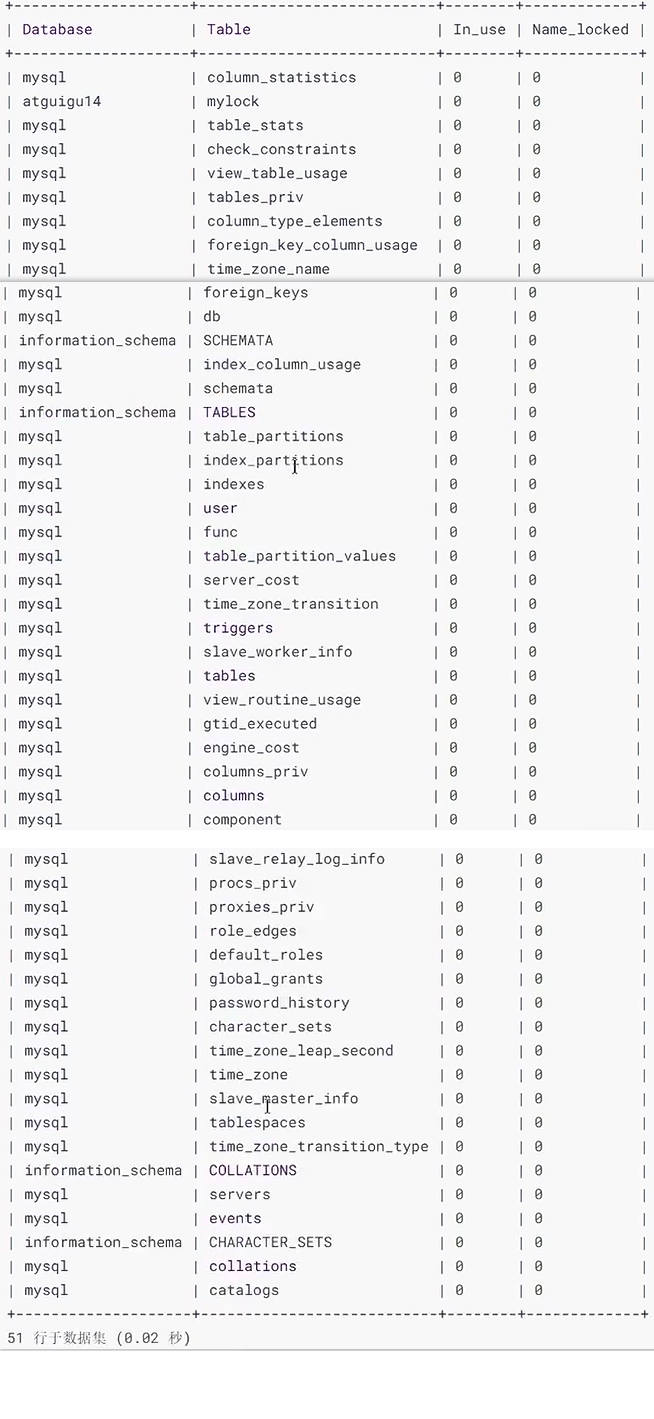 +--------------------+---------------------------+--------+-------------+
| Database           | Table                     | In_use | Name_locked |
+--------------------+---------------------------+--------+-------------+
| mysql              | column_statistics         | 0      | 0           |
| atguigu14          | mylock                    | 0      | 0           |
| mysql              | table_stats               | 0      | 0           |
| mysql              | check_constraints         | 0      | 0           |
| mysql              | view_table_usage          | 0      | 0           |
| mysql              | tables_priv               | 0      | 0           |
| mysql              | column_type_elements      | 0      | 0           |
| mysql              | foreign_key_column_usage  | 0      | 0           |
| mysql              | time_zone_name            | 0      | 0           |
| mysql              | foreign_keys              | 0      | 0           |
| mysql              | db                        | 0      | 0           |
| information_schema | SCHEMATA                  | 0      | 0           |
| mysql              | index_column_usage        | 0      | 0           |
| mysql              | schemata                  | 0      | 0           |
| information_schema | TABLES                    | 0      | 0           |
| mysql              | table_partitions          | 0      | 0           |
| mysql              | index_partitions          | 0      | 0           |
| mysql              | indexes                   | 0      | 0           |
| mysql              | user                      | 0      | 0           |
| mysql              | func                      | 0      | 0           |
| mysql              | table_partition_values    | 0      | 0           |
| mysql              | server_cost               | 0      | 0           |
| mysql              | time_zone_transition      | 0      | 0           |
| mysql              | triggers                  | 0      | 0           |
| mysql              | slave_worker_info         | 0      | 0           |
| mysql              | tables                    | 0      | 0           |
| mysql              | view_routine_usage        | 0      | 0           |
| mysql              | gtid_executed             | 0      | 0           |
| mysql              | engine_cost               | 0      | 0           |
| mysql              | columns_priv              | 0      | 0           |
| mysql              | columns                   | 0      | 0           |
| mysql              | component                 | 0      | 0           |
| mysql              | slave_relay_log_info      | 0      | 0           |
| mysql              | procs_priv                | 0      | 0           |
| mysql              | proxies_priv              | 0      | 0           |
| mysql              | role_edges                | 0      | 0           |
| mysql              | default_roles             | 0      | 0           |
| mysql              | global_grants             | 0      | 0           |
| mysql              | password_history          | 0      | 0           |
| mysql              | character_sets            | 0      | 0           |
| mysql              | time_zone_leap_second     | 0      | 0           |
| mysql              | time_zone                 | 0      | 0           |
| mysql              | slave_master_info         | 0      | 0           |
| mysql              | tablespaces               | 0      | 0           |
| mysql              | time_zone_transition_type | 0      | 0           |
| information_schema | COLLATIONS                | 0      | 0           |
| mysql              | servers                   | 0      | 0           |
| mysql              | events                    | 0      | 0           |
| information_schema | CHARACTER_SETS            | 0      | 0           |
| mysql              | collations                | 0      | 0           |
| mysql              | catalogs                  | 0      | 0           |
+--------------------+---------------------------+--------+-------------+
51 行于数据集 (0.02 秒)